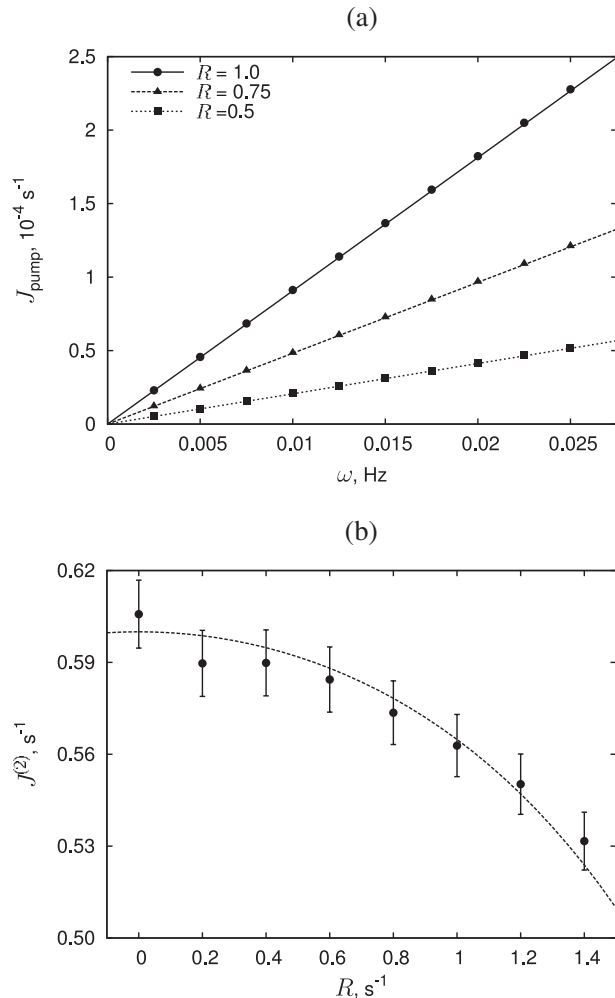 (a)
2.5
2
1.5
1
0.5
0
R = 1.0
R = 0.75
R =0.5
J_pump, 10^-4 s^-1
0 0.005 0.01 0.015 0.02 0.025
ω, Hz
(b)
0.62
0.59
0.56
0.53
0.50
J^(2), s^-1
0 0.2 0.4 0.6 0.8 1 1.2 1.4
R, s^-1